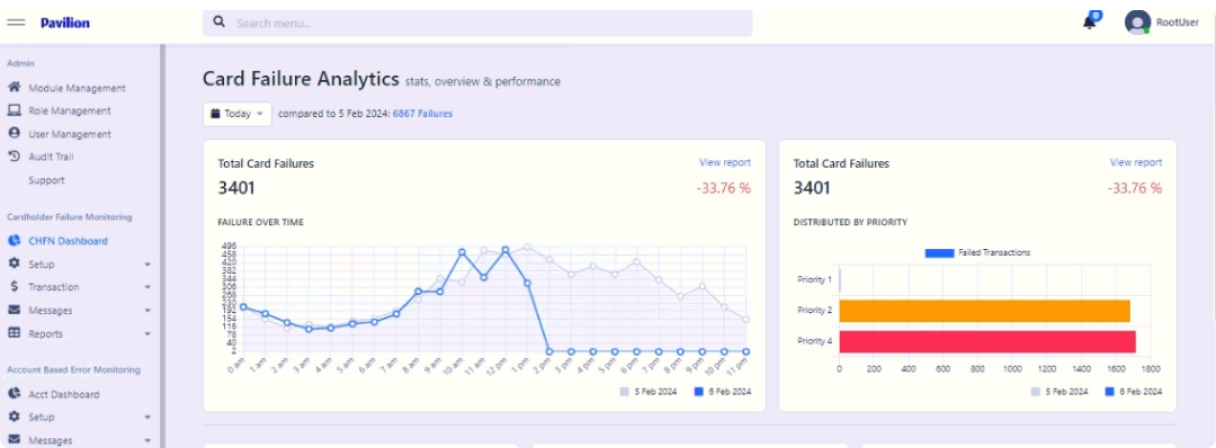 Pavilion
Search menu...
0
RootUser
Admin
Module Management
Role Management
User Management
Audit Trail
Support
Cardholder Failure Monitoring
CHFN Dashboard
Setup
Transaction
Messages
Reports
Account Based Error Monitoring
Acct Dashboard
Setup
Messages
Card Failure Analytics stats, overview & performance
Today compared to 5 Feb 2024: 6867 Failures
Total Card Failures View report
3401 -33.76 %
FAILURE OVER TIME
496
458
420
382
344
306
268
230
192
154
116
78
40
2
0 am 1 am 2 am 3 am 4 am 5 am 6 am 7 am 8 am 9 am 10 am 11 am 12 pm 1 pm 2 pm 3 pm 4 pm 5 pm 6 pm 7 pm 8 pm 9 pm 10 pm 11 pm
5 Feb 2024 6 Feb 2024
Total Card Failures View report
3401 -33.76 %
DISTRIBUTED BY PRIORITY
Failed Transactions
Priority 1
Priority 2
Priority 4
0 200 400 600 800 1000 1200 1400 1600 1800
5 Feb 2024 6 Feb 2024